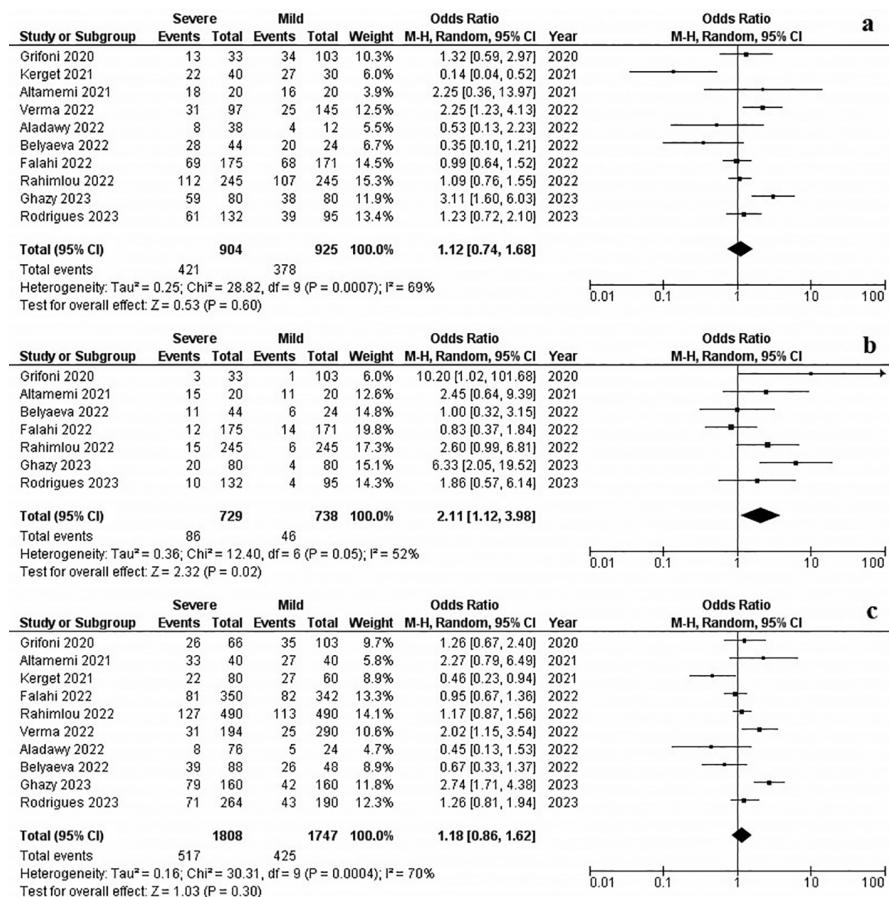 Severe Mild Odds Ratio Odds Ratio a
Study or Subgroup Events Total Events Total Weight M-H, Random, 95% CI Year M-H, Random, 95% CI
Grifoni 2020 13 33 34 103 10.3% 1.32 [0.59, 2.97] 2020
Kerget 2021 22 40 27 30 6.0% 0.14 [0.04, 0.52] 2021
Altamemi 2021 18 20 16 20 3.9% 2.25 [0.36, 13.97] 2021
Verma 2022 31 97 25 145 12.5% 2.25 [1.23, 4.13] 2022
Aladawy 2022 8 38 4 12 5.5% 0.53 [0.13, 2.23] 2022
Belyaeva 2022 28 44 20 24 6.4% 0.35 [0.10, 1.21] 2022
Falahi 2022 69 175 68 171 14.7% 0.99 [0.64, 1.52] 2022
Rahimlou 2022 112 245 107 245 15.3% 1.09 [0.76, 1.55] 2022
Ghazy 2022 59 80 38 80 11.9% 3.11 [1.60, 6.03] 2023
Rodrigues 2023 61 132 39 95 13.4% 1.23 [0.72, 2.10] 2023
Total (95% CI) 904 925 100.0% 1.12 [0.74, 1.68]
Total events 421 378
Heterogeneity: Tau² = 0.25; Chi² = 28.82, df = 9 (P = 0.0007); I² = 69%
Test for overall effect: Z = 0.53 (P = 0.60)
0.01 0.1 1 10 100
Severe Mild Odds Ratio Odds Ratio b
Study or Subgroup Events Total Events Total Weight M-H, Random, 95% CI Year M-H, Random, 95% CI
Grifoni 2020 3 33 1 103 6.0% 10.20 [1.02, 101.68] 2020
Altamemi 2021 15 20 11 20 12.6% 2.45 [0.64, 9.39] 2021
Belyaeva 2022 11 44 6 24 14.8% 1.00 [0.32, 3.15] 2022
Falahi 2022 12 175 14 171 19.8% 0.83 [0.37, 1.84] 2022
Rahimlou 2022 15 245 6 245 17.3% 2.60 [0.99, 6.81] 2022
Ghazy 2023 20 80 4 80 15.1% 6.33 [2.05, 19.52] 2023
Rodrigues 2023 10 132 4 95 14.3% 1.86 [0.57, 6.14] 2023
Total (95% CI) 729 738 100.0% 2.11 [1.12, 3.98]
Total events 86 46
Heterogeneity: Tau² = 0.36; Chi² = 12.40, df = 6 (P = 0.05); I² = 52%
Test for overall effect: Z = 2.32 (P = 0.02)
0.01 0.1 1 10 100
Severe Mild Odds Ratio Odds Ratio c
Study or Subgroup Events Total Events Total Weight M-H, Random, 95% CI Year M-H, Random, 95% CI
Grifoni 2020 26 66 35 103 9.7% 1.26 [0.67, 2.40] 2020
Altamemi 2021 33 40 27 40 5.8% 2.27 [0.79, 6.49] 2021
Kerget 2021 22 80 27 60 8.9% 0.46 [0.23, 0.94] 2021
Falahi 2022 81 350 82 342 13.3% 0.95 [0.67, 1.36] 2022
Rahimlou 2022 127 490 113 490 14.1% 1.17 [0.87, 1.56] 2022
Verma 2022 31 194 25 290 10.6% 2.02 [1.15, 3.54] 2022
Aladawy 2022 8 76 5 24 4.7% 0.45 [0.13, 1.53] 2022
Belyaeva 2022 39 88 26 48 8.9% 0.67 [0.33, 1.37] 2022
Ghazy 2023 79 160 42 160 11.8% 2.74 [1.71, 4.38] 2023
Rodrigues 2023 71 264 43 190 12.3% 1.26 [0.81, 1.94] 2023
Total (95% CI) 1808 1747 100.0% 1.18 [0.86, 1.62]
Total events 517 425
Heterogeneity: Tau² = 0.16; Chi² = 30.31, df = 9 (P = 0.0004); I² = 70%
Test for overall effect: Z = 1.03 (P = 0.30)
0.01 0.1 1 10 100